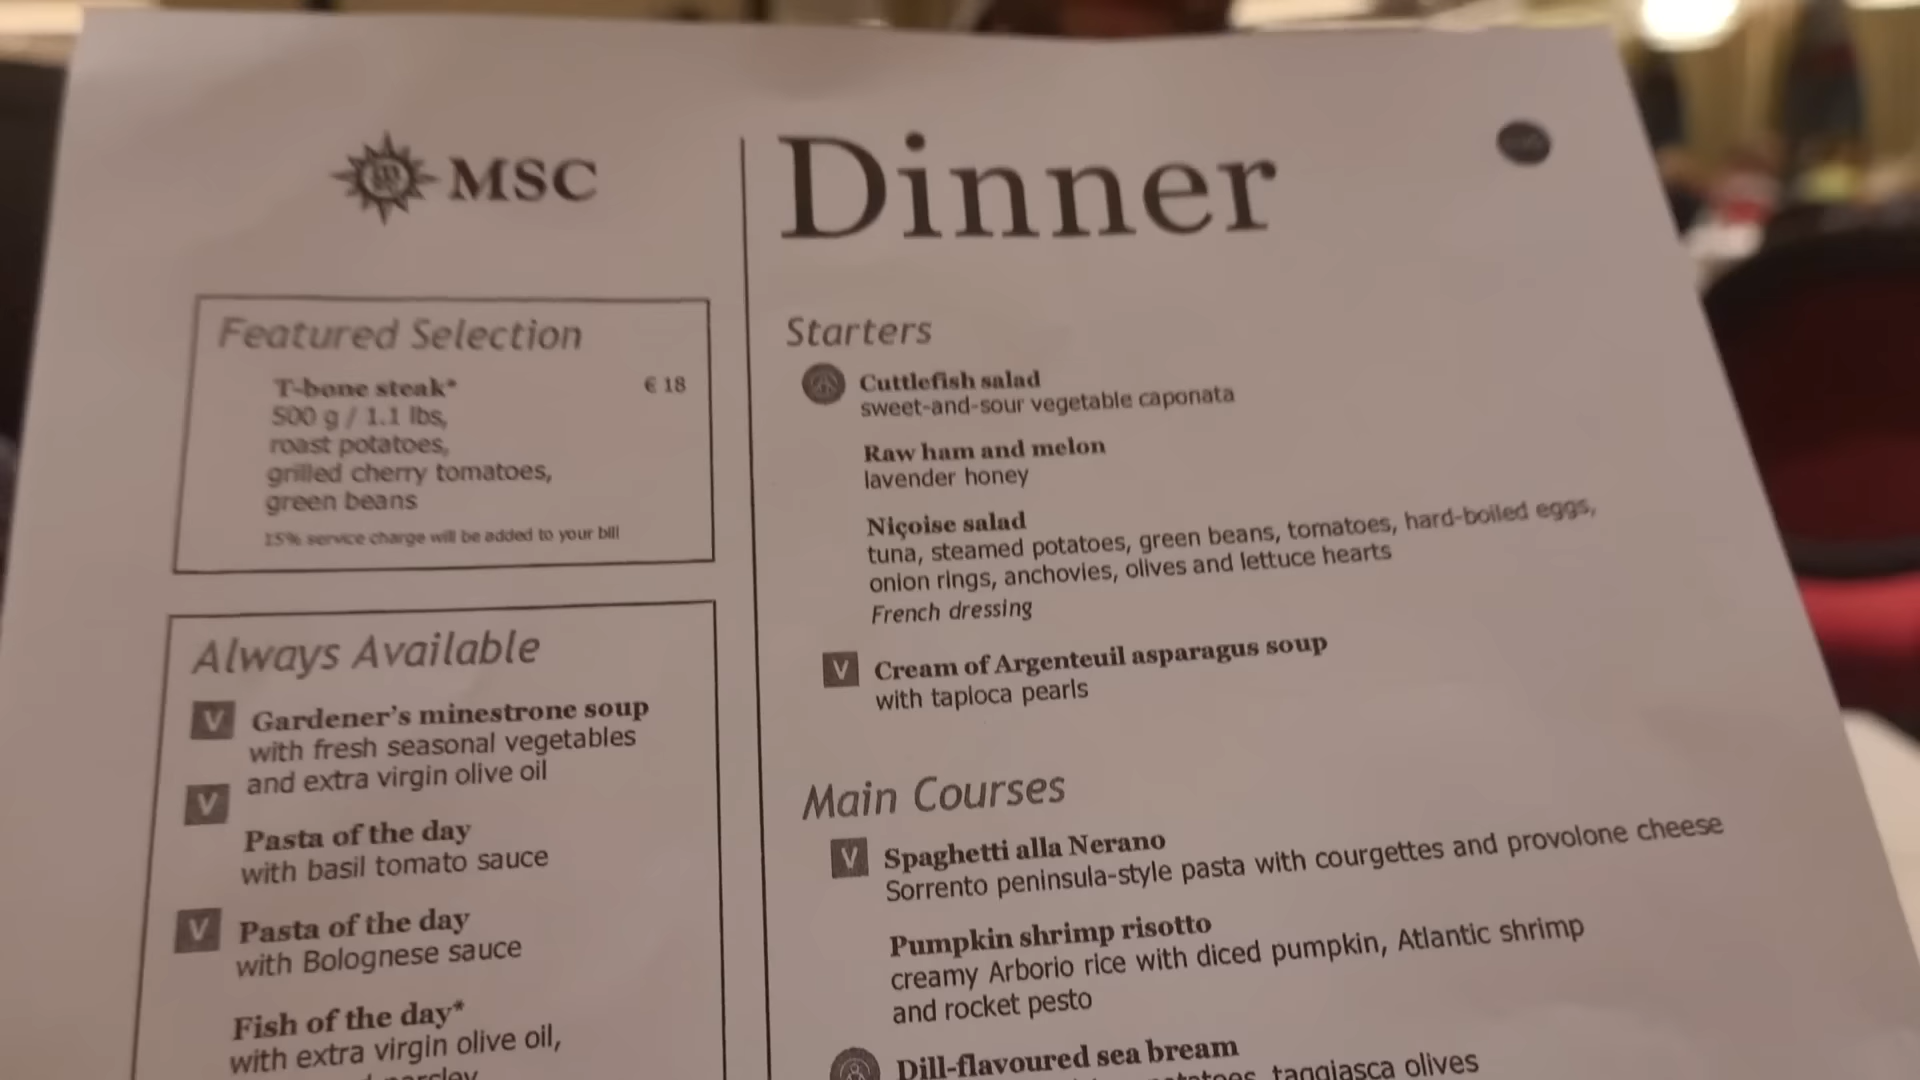 MSC
Featured Selection
T-bone steak* € 18
500 g / 1.1 lbs,
roast potatoes,
grilled cherry tomatoes,
green beans
15% service charge will be added to your bill
Always Available
V Gardener's minestrone soup
with fresh seasonal vegetables
and extra virgin olive oil
V
Pasta of the day
with basil tomato sauce
V Pasta of the day
with Bolognese sauce
Fish of the day*
with extra virgin olive oil,
parsley
Dinner
Starters
Cuttlefish salad
sweet-and-sour vegetable caponata
Raw ham and melon
lavender honey
Niçoise salad
tuna, steamed potatoes, green beans, tomatoes, hard-boiled eggs,
onion rings, anchovies, olives and lettuce hearts
French dressing
V Cream of Argenteuil asparagus soup
with tapioca pearls
Main Courses
V Spaghetti alla Nerano
Sorrento peninsula-style pasta with courgettes and provolone cheese
Pumpkin shrimp risotto
creamy Arborio rice with diced pumpkin, Atlantic shrimp
and rocket pesto
Dill-flavoured sea bream
taggiasca olives